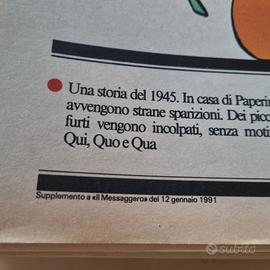 Una storia del 1945. In casa di Paperin
avvengono strane sparizioni. Dei picc
furti vengono incolpati, senza moti
Qui, Quo e Qua
Supplemento a «il Messaggero» del 12 gennaio 1991
subito